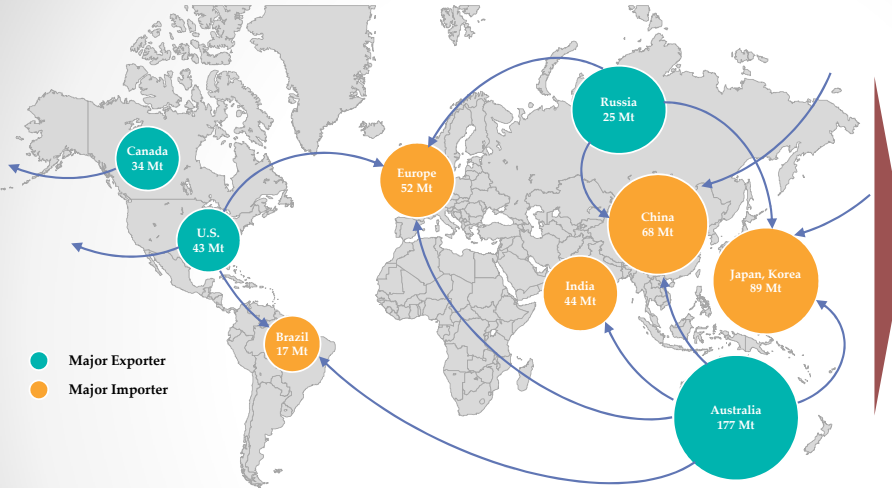 Russia
25 Mt
Canada
34 Mt
Europe
52 Mt
China
68 Mt
U.S.
43 Mt
Japan, Korea
89 Mt
India
44 Mt
Brazil
17 Mt
Major Exporter
Major Importer
Australia
177 Mt